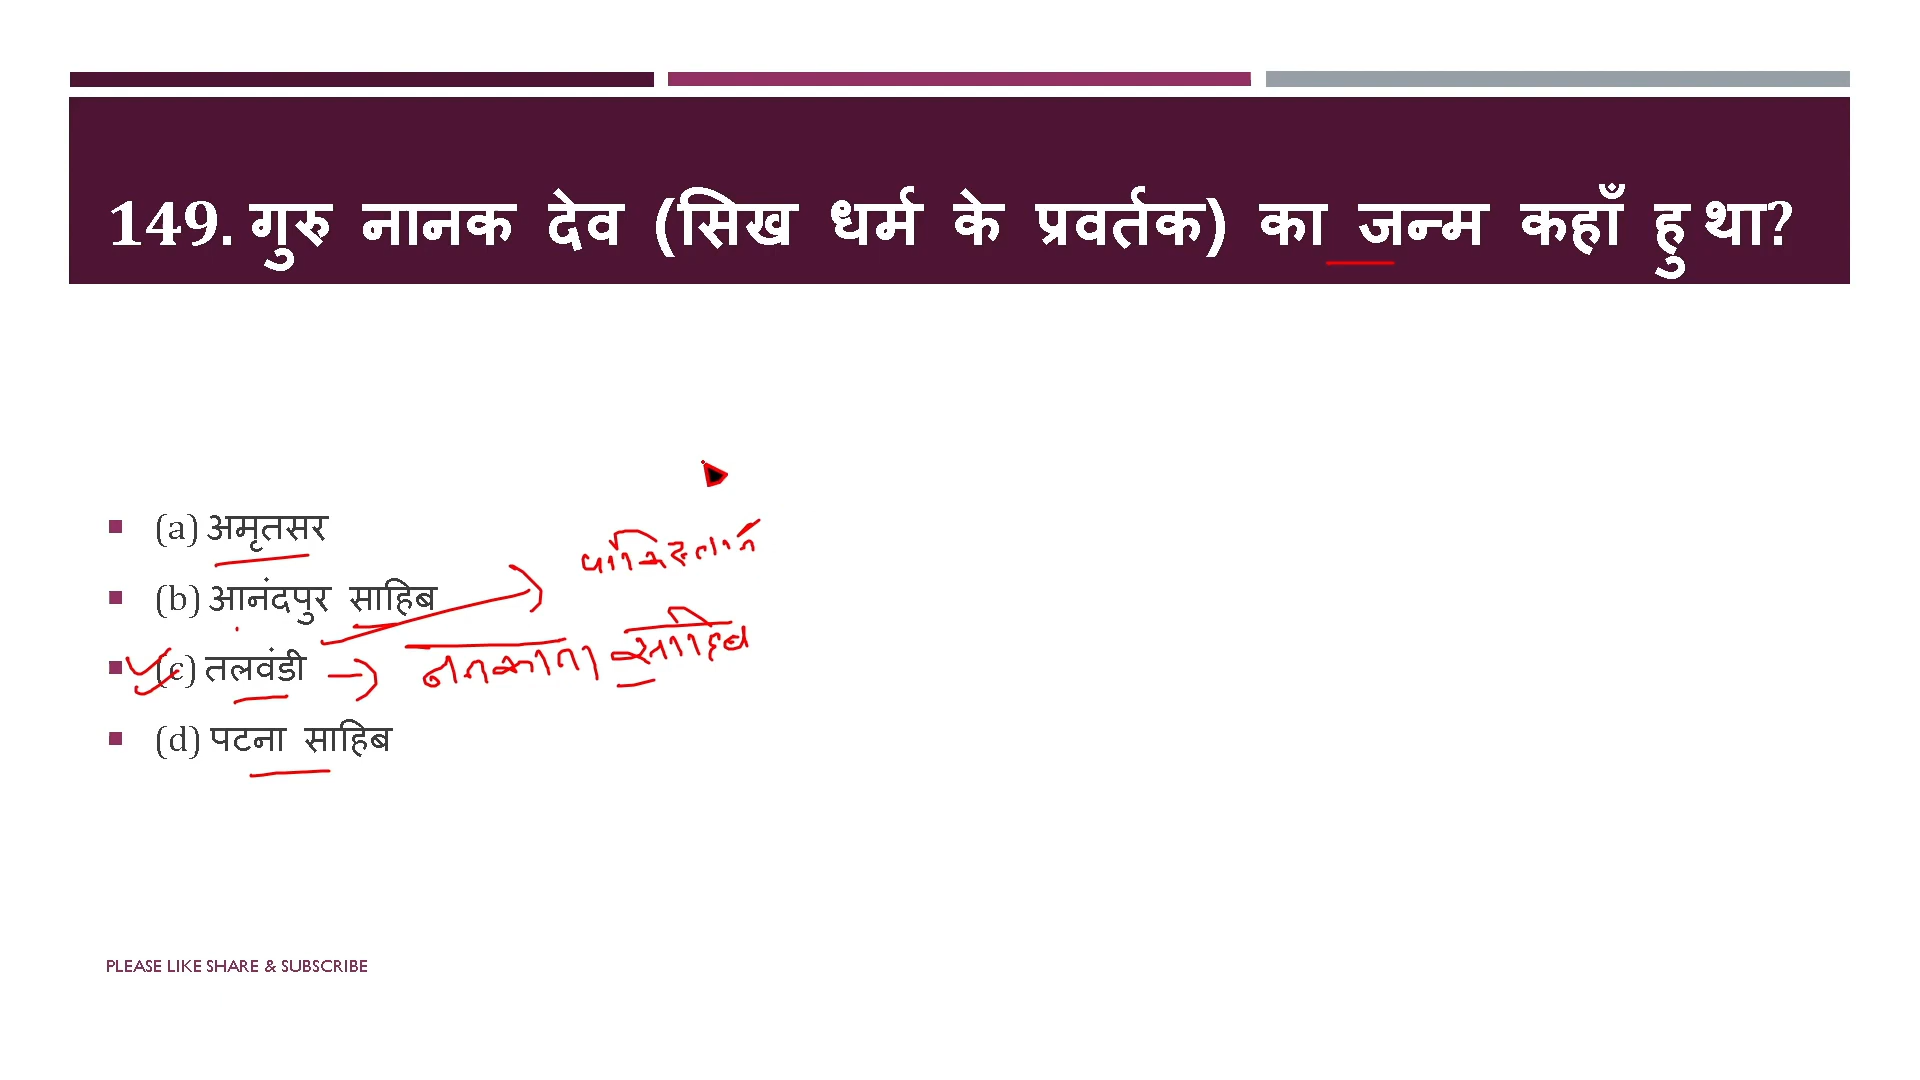 149. गुरु नानक देव (सिख धर्म के प्रवर्तक) का जन्म कहाँ हु था?
पाकिस्तान
(a) अमृतसर
(b) आनंदपुर साहिब
(c) तलवंडी → ननकाना साहिब
(d) पटना साहिब
PLEASE LIKE SHARE & SUBSCRIBE